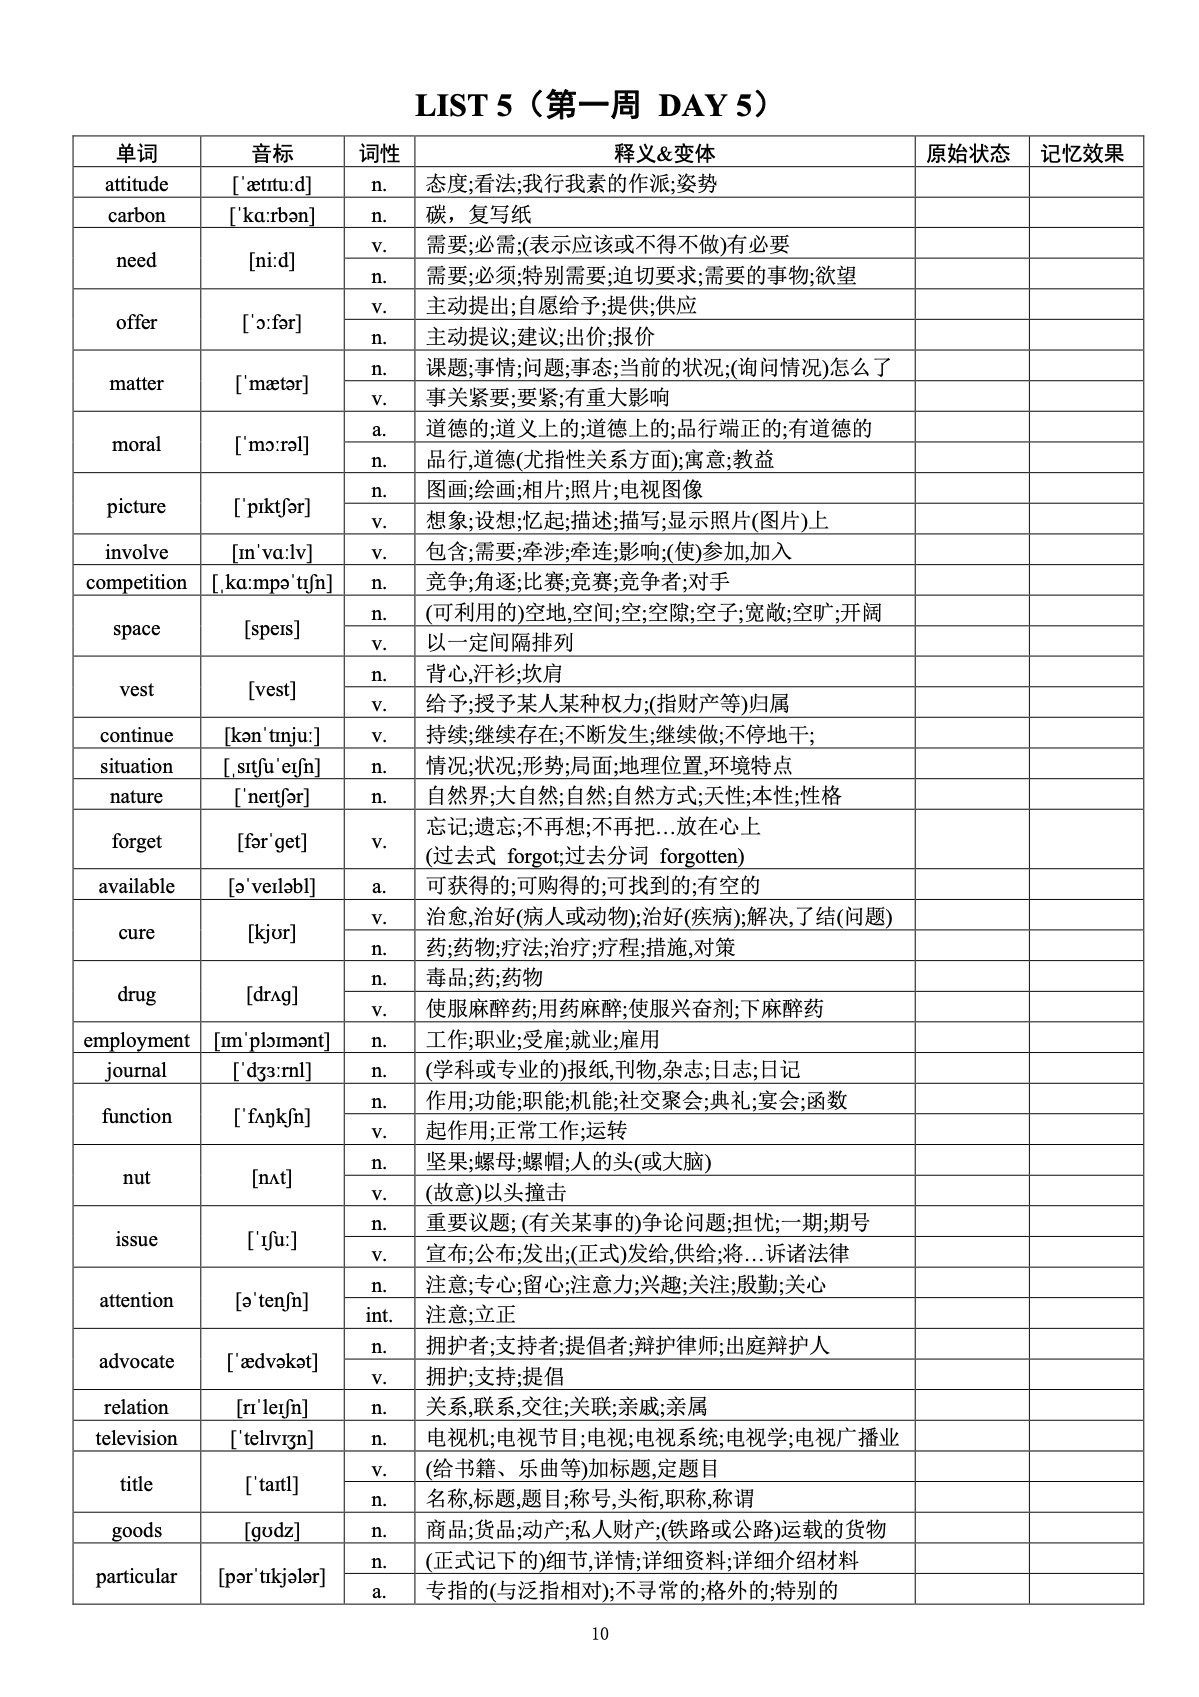 LIST 5（第一周 DAY 5）
单词 音标 词性 释义&变体 原始状态 记忆效果
attitude [ˈætɪtuːd] n. 态度;看法;我行我素的作派;姿势
carbon [ˈkɑːrbən] n. 碳，复写纸
need [niːd] v. 需要;必需;(表示应该或不得不做)有必要
n. 需要;必须;特别需要;迫切要求;需要的事物;欲望
offer [ˈɔːfər] v. 主动提出;自愿给予;提供;供应
n. 主动提议;建议;出价;报价
matter [ˈmætər] n. 课题;事情;问题;事态;当前的状况;(询问情况)怎么了
v. 事关紧要;要紧;有重大影响
moral [ˈmɔːrəl] a. 道德的;道义上的;道德上的;品行端正的;有道德的
n. 品行,道德(尤指性关系方面);寓意;教益
picture [ˈpɪktʃər] n. 图画;绘画;相片;照片;电视图像
v. 想象;设想;忆起;描述;描写;显示照片(图片)上
involve [ɪnˈvɑːlv] v. 包含;需要;牵涉;牵连;影响;(使)参加,加入
competition [ˌkɑːmpəˈtɪʃn] n. 竞争;角逐;比赛;竞赛;竞争者;对手
space [speɪs] n. (可利用的)空地,空间;空;空隙;空子;宽敞;空旷;开阔
v. 以一定间隔排列
vest [vest] n. 背心,汗衫;坎肩
v. 给予;授予某人某种权力;(指财产等)归属
continue [kənˈtɪnjuː] v. 持续;继续存在;不断发生;继续做;不停地干;
situation [ˌsɪtʃuˈeɪʃn] n. 情况;状况;形势;局面;地理位置,环境特点
nature [ˈneɪtʃər] n. 自然界;大自然;自然;自然方式;天性;本性;性格
forget [fərˈɡet] v. 忘记;遗忘;不再想;不再把…放在心上
(过去式 forgot;过去分词 forgotten)
available [əˈveɪləbl] a. 可获得的;可购得的;可找到的;有空的
cure [kjʊr] v. 治愈,治好(病人或动物);治好(疾病);解决,了结(问题)
n. 药;药物;疗法;治疗;疗程;措施,对策
drug [drʌɡ] n. 毒品;药;药物
v. 使服麻醉药;用药麻醉;使服兴奋剂;下麻醉药
employment [ɪmˈplɔɪmənt] n. 工作;职业;受雇;就业;雇用
journal [ˈdʒɜːrnl] n. (学科或专业的)报纸,刊物,杂志;日志;日记
function [ˈfʌŋkʃn] n. 作用;功能;职能;机能;社交聚会;典礼;宴会;函数
v. 起作用;正常工作;运转
nut [nʌt] n. 坚果;螺母;螺帽;人的头(或大脑)
v. (故意)以头撞击
issue [ˈɪʃuː] n. 重要议题; (有关某事的)争论问题;担忧;一期;期号
v. 宣布;公布;发出;(正式)发给,供给;将…诉诸法律
attention [əˈtenʃn] n. 注意;专心;留心;注意力;兴趣;关注;殷勤;关心
int. 注意;立正
advocate [ˈædvəkət] n. 拥护者;支持者;提倡者;辩护律师;出庭辩护人
v. 拥护;支持;提倡
relation [rɪˈleɪʃn] n. 关系,联系,交往;关联;亲戚;亲属
television [ˈtelɪvɪʒn] n. 电视机;电视节目;电视;电视系统;电视学;电视广播业
title [ˈtaɪtl] v. (给书籍、乐曲等)加标题,定题目
n. 名称,标题,题目;称号,头衔,职称,称谓
goods [ɡʊdz] n. 商品;货品;动产;私人财产;(铁路或公路)运载的货物
particular [pərˈtɪkjələr] n. (正式记下的)细节,详情;详细资料;详细介绍材料
a. 专指的(与泛指相对);不寻常的;格外的;特别的
10